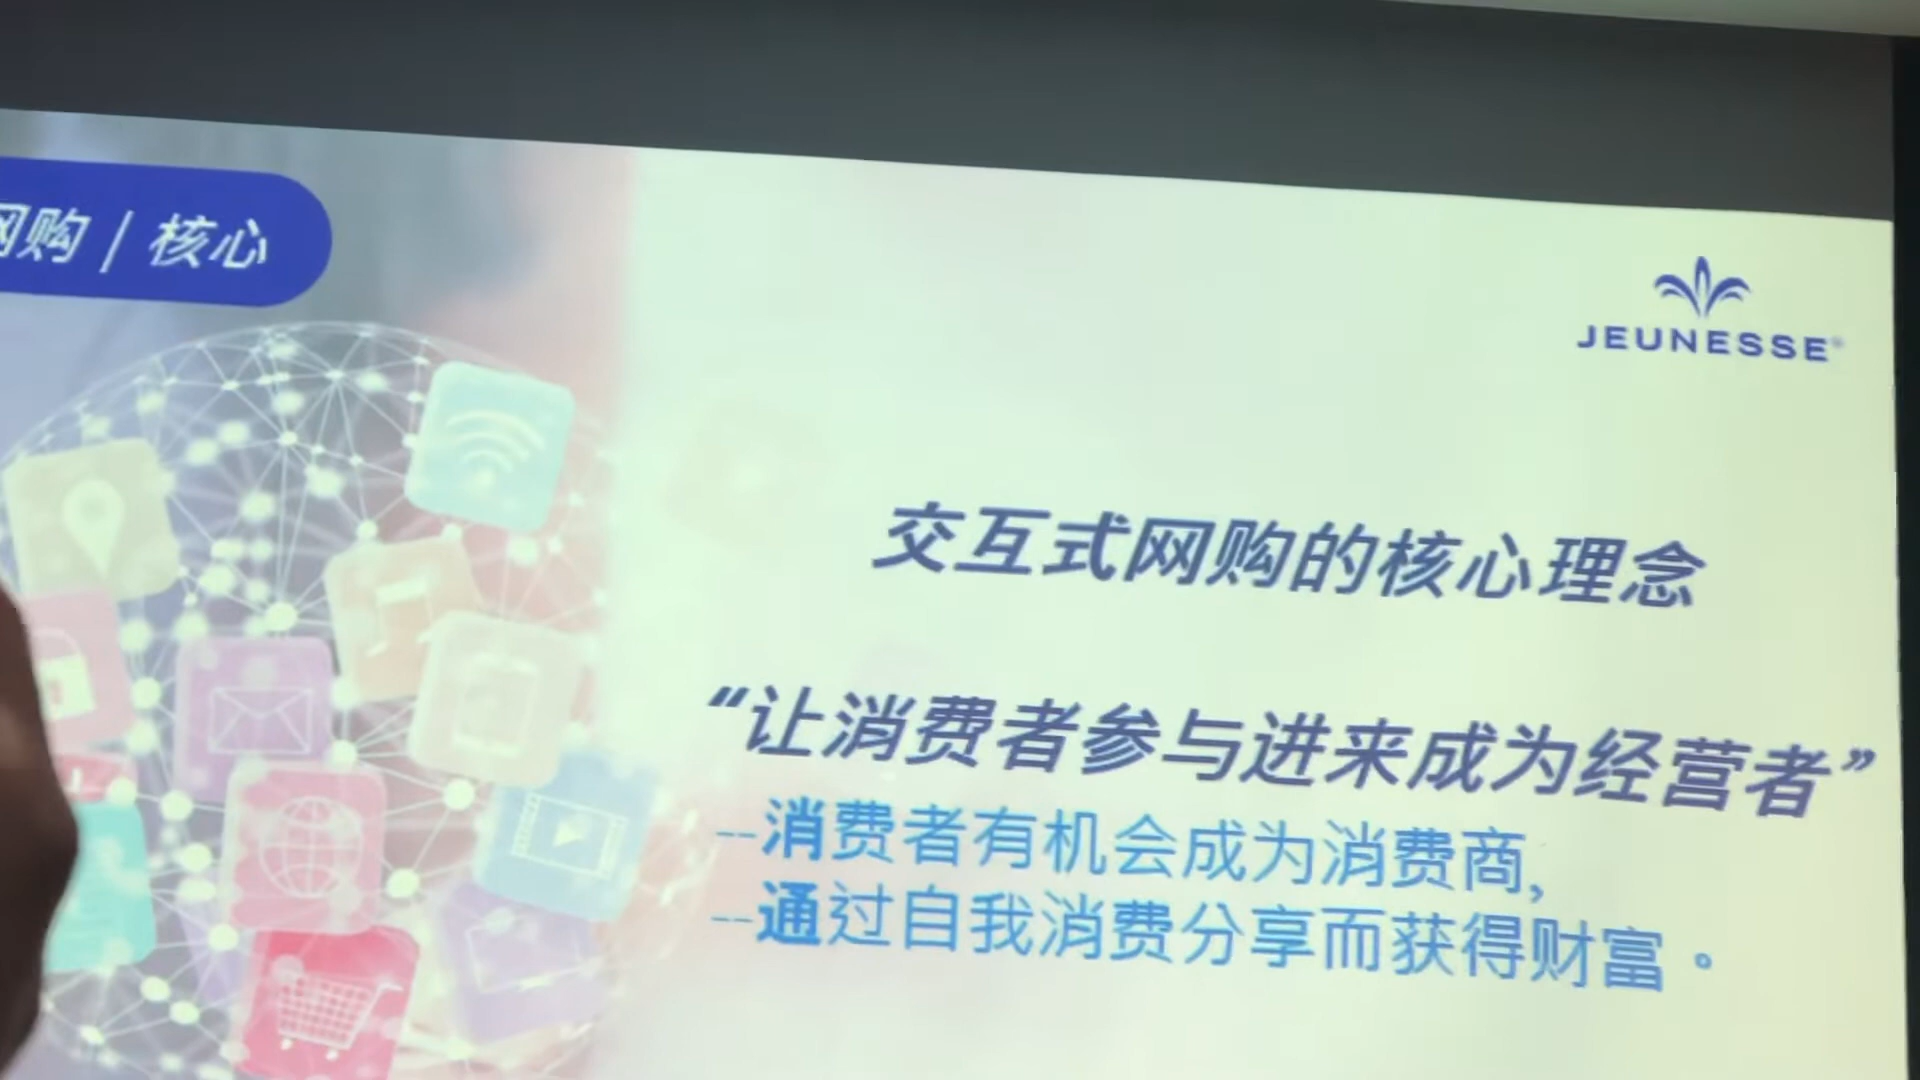 网购 / 核心
JEUNESSE®
交互式网购的核心理念
“让消费者参与进来成为经营者”
--消费者有机会成为消费商,
--通过自我消费分享而获得财富。